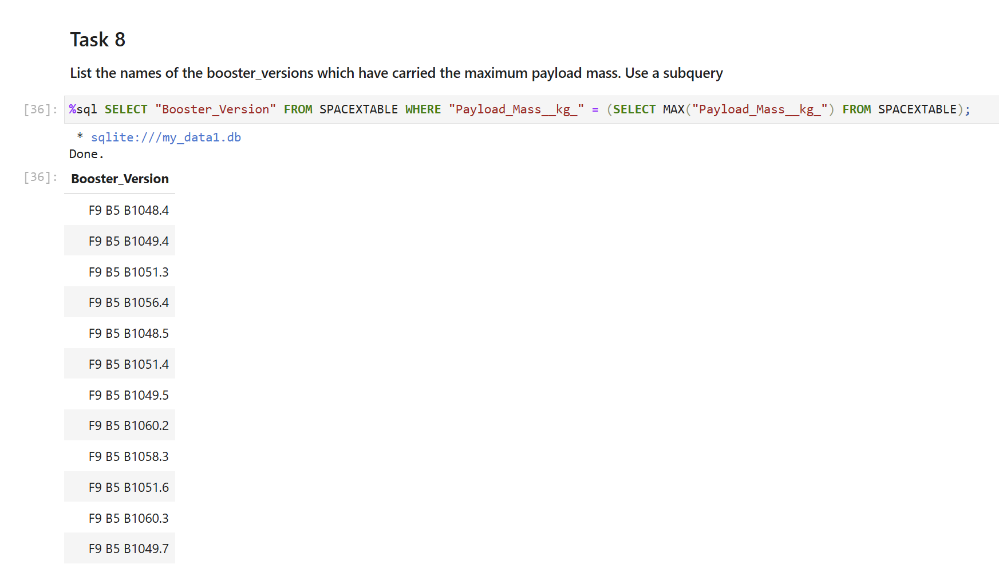 Task 8
List the names of the booster_versions which have carried the maximum payload mass. Use a subquery
[36]: %sql SELECT "Booster_Version" FROM SPACEXTABLE WHERE "Payload_Mass__kg_" = (SELECT MAX("Payload_Mass__kg_") FROM SPACEXTABLE);
* sqlite:///my_data1.db
Done.
[36]: Booster_Version
F9 B5 B1048.4
F9 B5 B1049.4
F9 B5 B1051.3
F9 B5 B1056.4
F9 B5 B1048.5
F9 B5 B1051.4
F9 B5 B1049.5
F9 B5 B1060.2
F9 B5 B1058.3
F9 B5 B1051.6
F9 B5 B1060.3
F9 B5 B1049.7